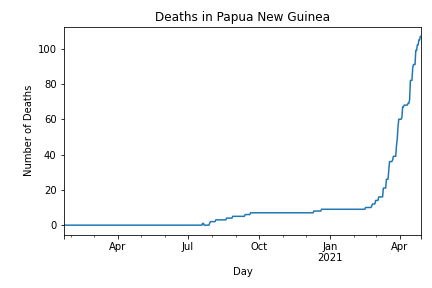 Deaths in Papua New Guinea
Number of Deaths
100
80
60
40
20
0
Apr
Jul
Oct
Jan
2021
Apr
Day